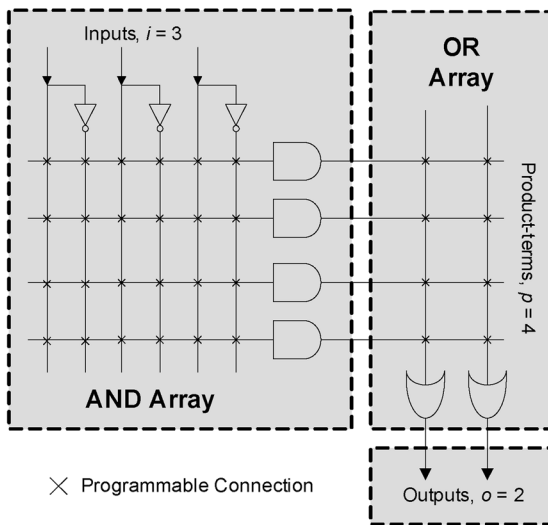 Inputs, i = 3
OR
Array
Product-terms, p = 4
AND Array
Programmable Connection
Outputs, o = 2